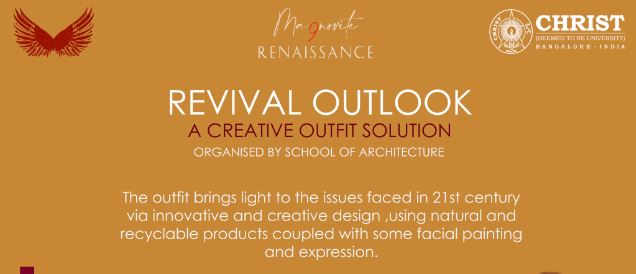 Ma9novite
RENAISSANCE
CHRIST
(DEEMED TO BE UNIVERSITY)
BANGALORE · INDIA
REVIVAL OUTLOOK
A CREATIVE OUTFIT SOLUTION
ORGANISED BY SCHOOL OF ARCHITECTURE
The outfit brings light to the issues faced in 21st century
via innovative and creative design ,using natural and
recyclable products coupled with some facial painting
and expression.